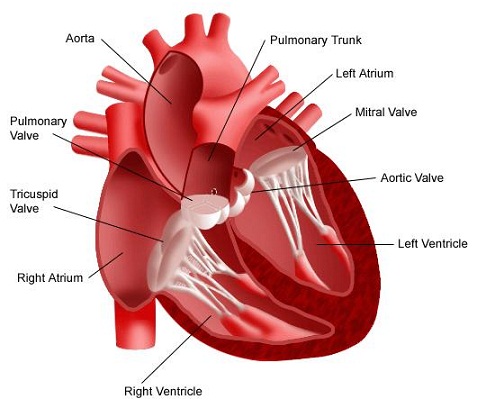 Aorta
Pulmonary Trunk
Left Atrium
Mitral Valve
Pulmonary
Valve
Aortic Valve
Tricuspid
Valve
Left Ventricle
Right Atrium
Right Ventricle